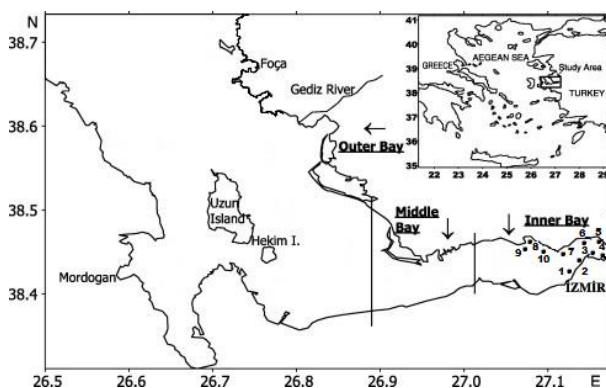 N
38.7
38.6
38.5
38.4
26.5
26.6
26.7
26.8
26.9
27.0
27.1
E
Foça
Gediz River
Outer Bay
Uzun
Island
Hekim I.
Mordogan
Middle
Bay
Inner Bay
5
6
4
8
7
3
9
10
1
2
İZMİR
41
40
39
38
37
36
35
22
23
24
25
26
27
28
29
GREECE
AEGEAN SEA
Study Area
TURKEY